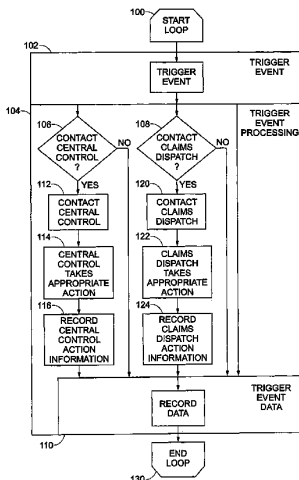 100
START
LOOP
102
TRIGGER
EVENT
TRIGGER
EVENT
104
TRIGGER
EVENT
PROCESSING
106
CONTACT
CENTRAL
CONTROL
?
NO
YES
108
CONTACT
CLAIMS
DISPATCH
?
NO
YES
112
CONTACT
CENTRAL
CONTROL
120
CONTACT
CLAIMS
DISPATCH
114
CENTRAL
CONTROL
TAKES
APPROPRIATE
ACTION
122
CLAIMS
DISPATCH
TAKES
APPROPRIATE
ACTION
116
RECORD
CENTRAL
CONTROL
ACTION
INFORMATION
124
RECORD
CLAIMS
DISPATCH
ACTION
INFORMATION
TRIGGER
EVENT
DATA
RECORD
DATA
110
END
LOOP
130